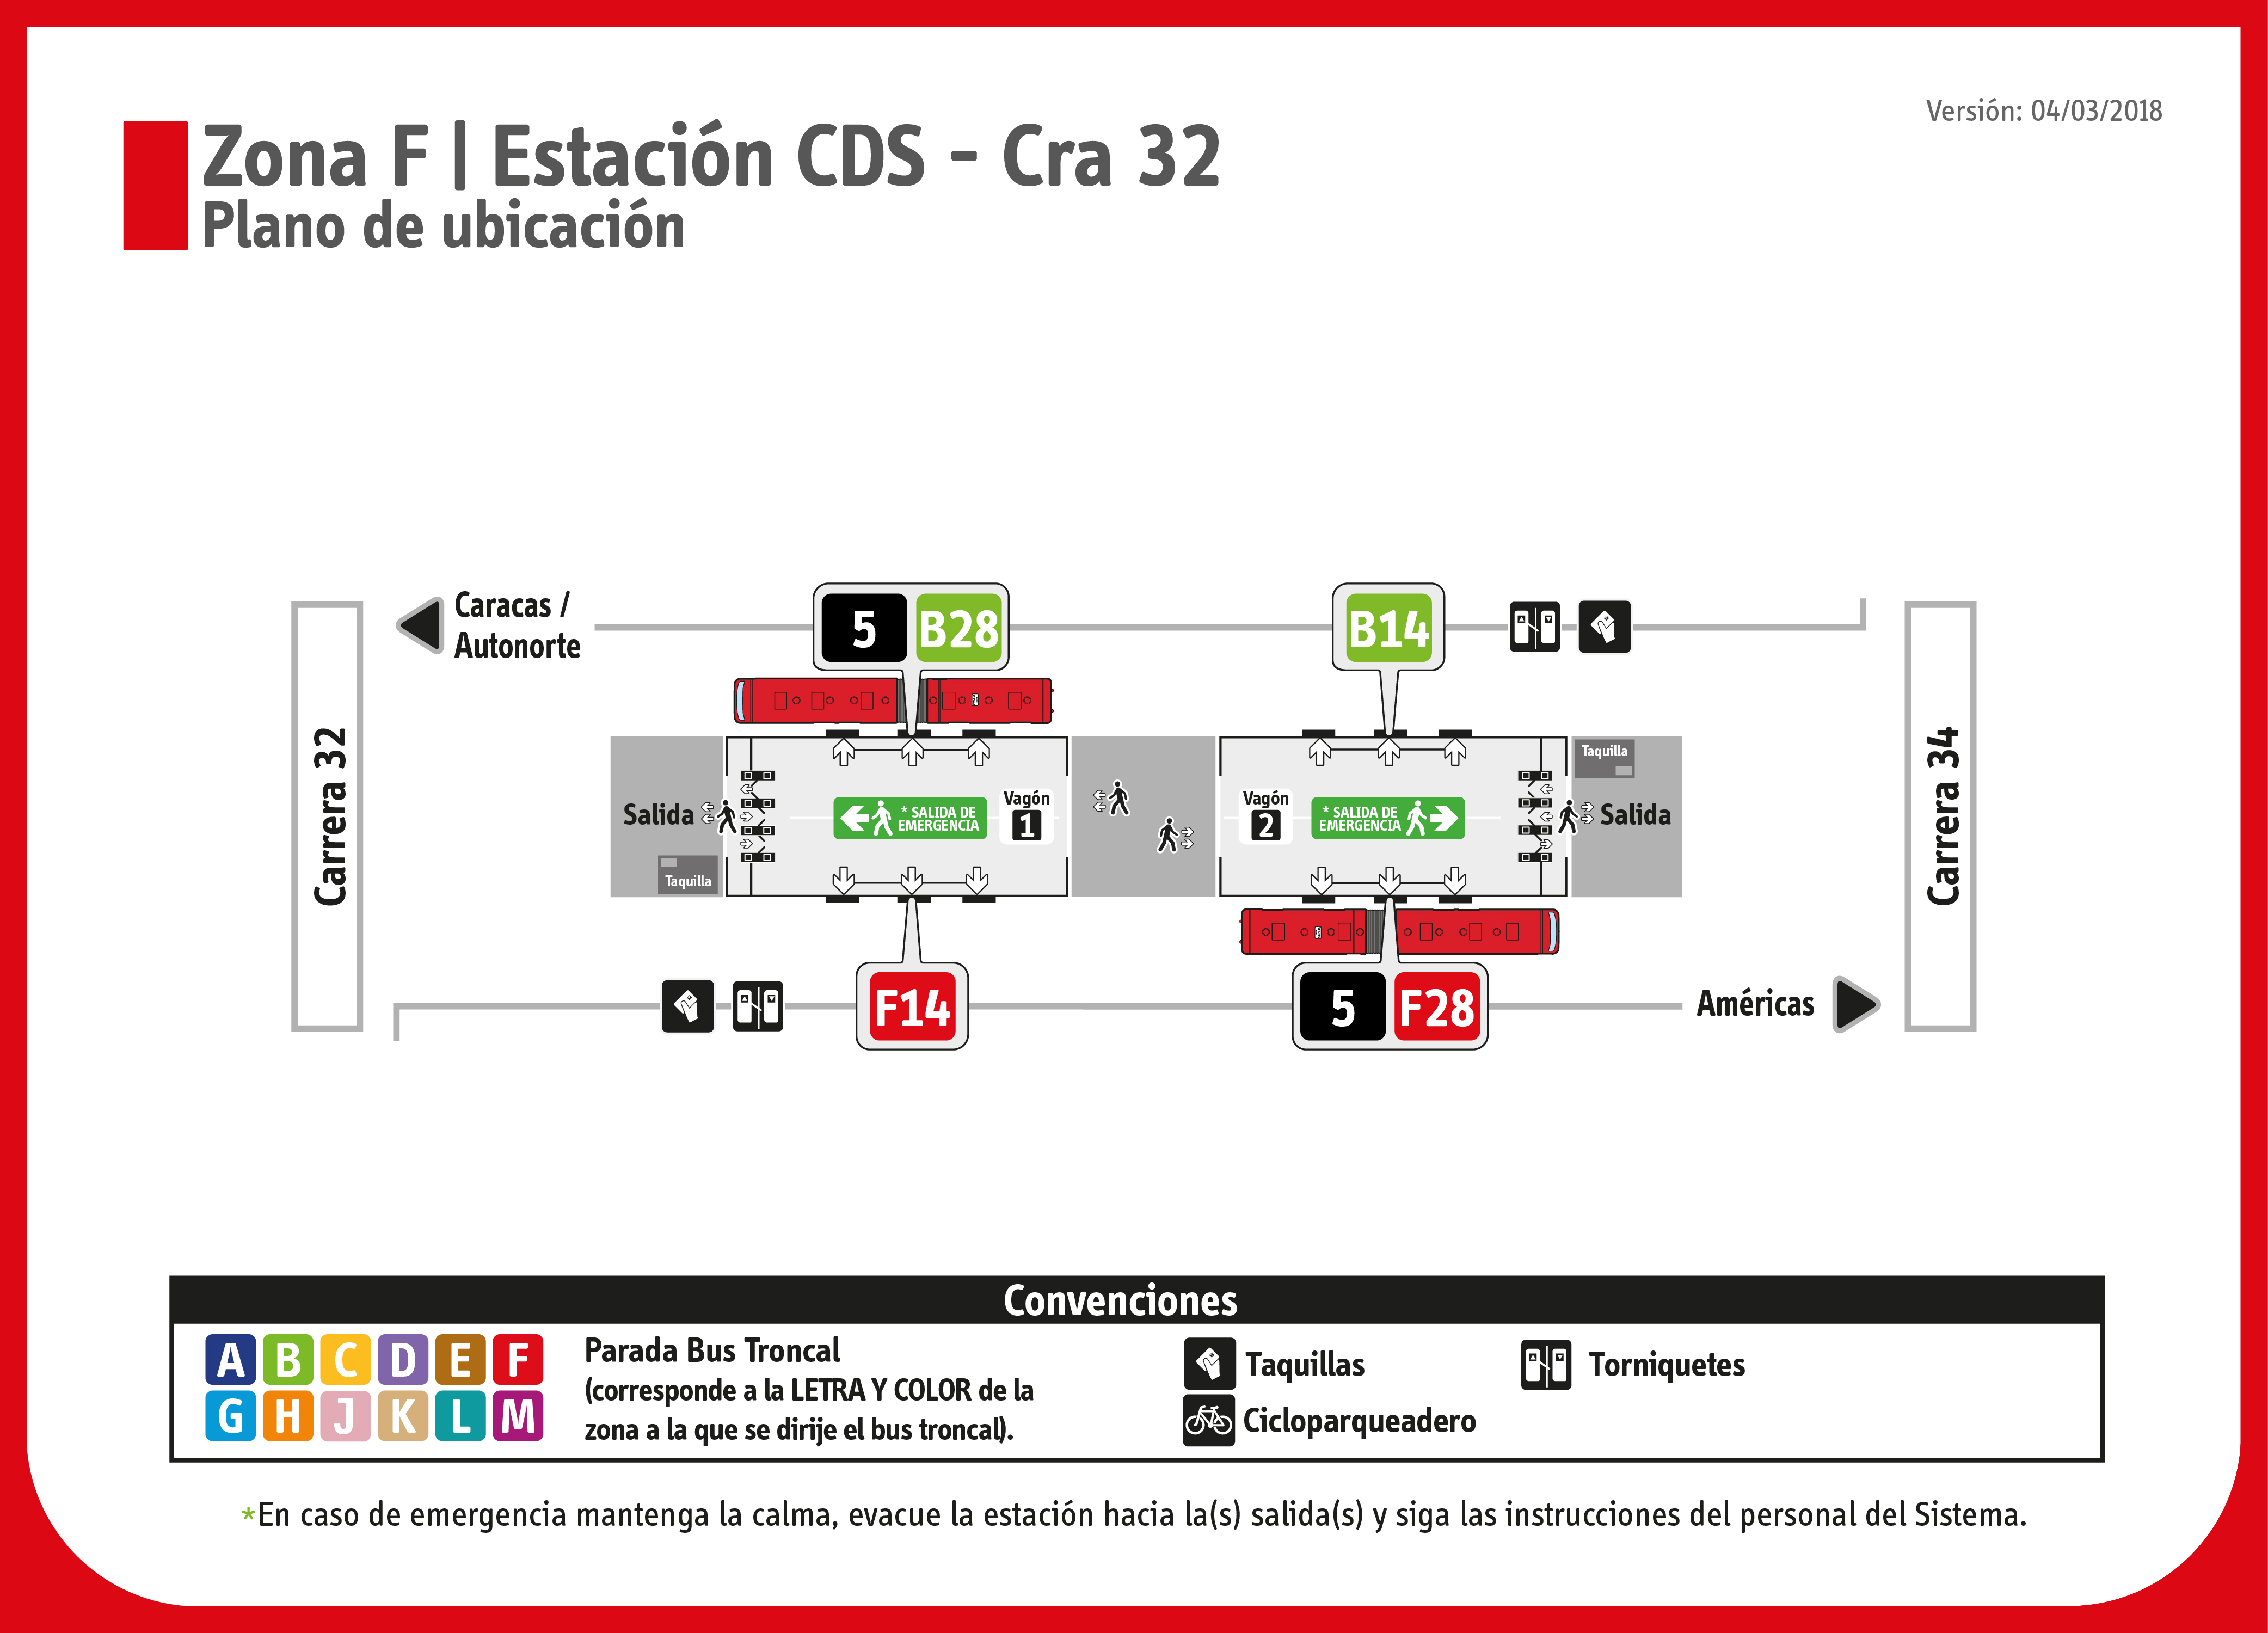 Versión: 04/03/2018
Zona F | Estación CDS - Cra 32
Plano de ubicación
Caracas /
Autonorte
5 B28
B14
Carrera 32
Carrera 34
Taquilla
Salida
* SALIDA DE
EMERGENCIA
Vagón
1
Vagón
2
* SALIDA DE
EMERGENCIA
Salida
Taquilla
F14
5 F28
Américas
Convenciones
A B C D E F
G H J K L M
Parada Bus Troncal
(corresponde a la LETRA Y COLOR de la
zona a la que se dirije el bus troncal).
Taquillas
Torniquetes
Cicloparqueadero
*En caso de emergencia mantenga la calma, evacue la estación hacia la(s) salida(s) y siga las instrucciones del personal del Sistema.